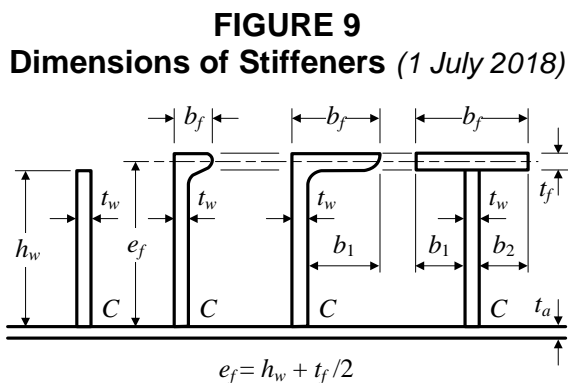 FIGURE 9
Dimensions of Stiffeners (1 July 2018)
b_f b_f b_f
t_w t_w t_w t_w t_f
h_w e_f b_1 b_1 b_2
C C C C t_a
e_f = h_w + t_f /2